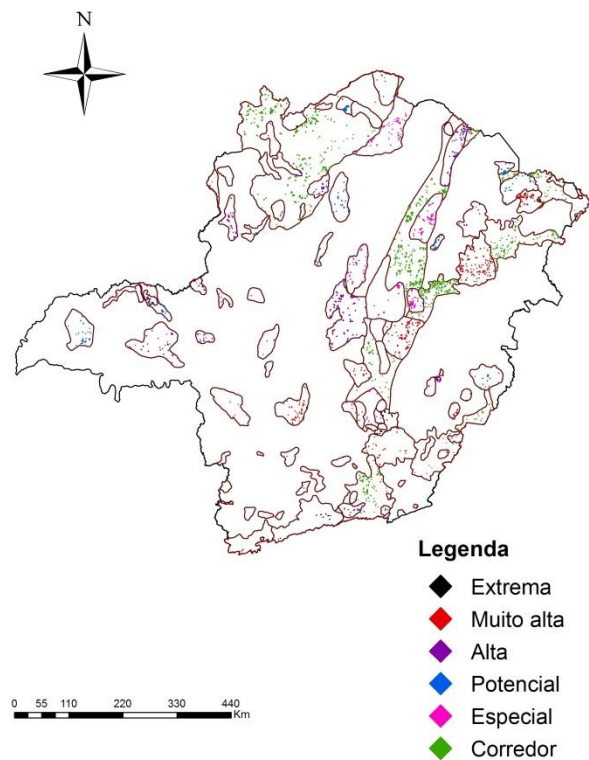 N
Legenda
Extrema
Muito alta
Alta
Potencial
Especial
Corredor
0 55 110 220 330 440
Km